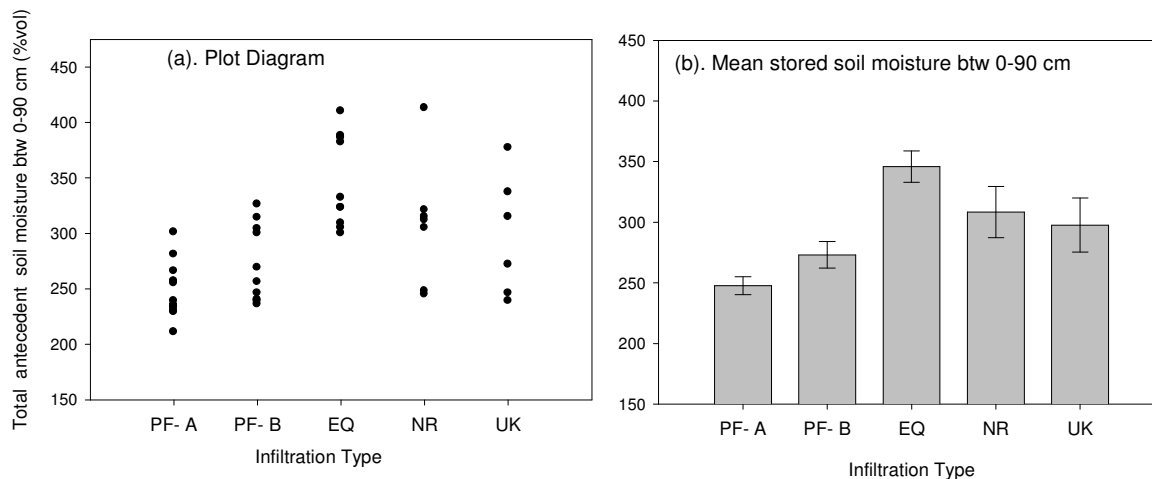 Total antecedent soil moisture btw 0-90 cm (%vol)
(a). Plot Diagram
450
400
350
300
250
200
150
PF- A PF- B EQ NR UK
Infiltration Type
(b). Mean stored soil moisture btw 0-90 cm
450
400
350
300
250
200
150
PF- A PF- B EQ NR UK
Infiltration Type